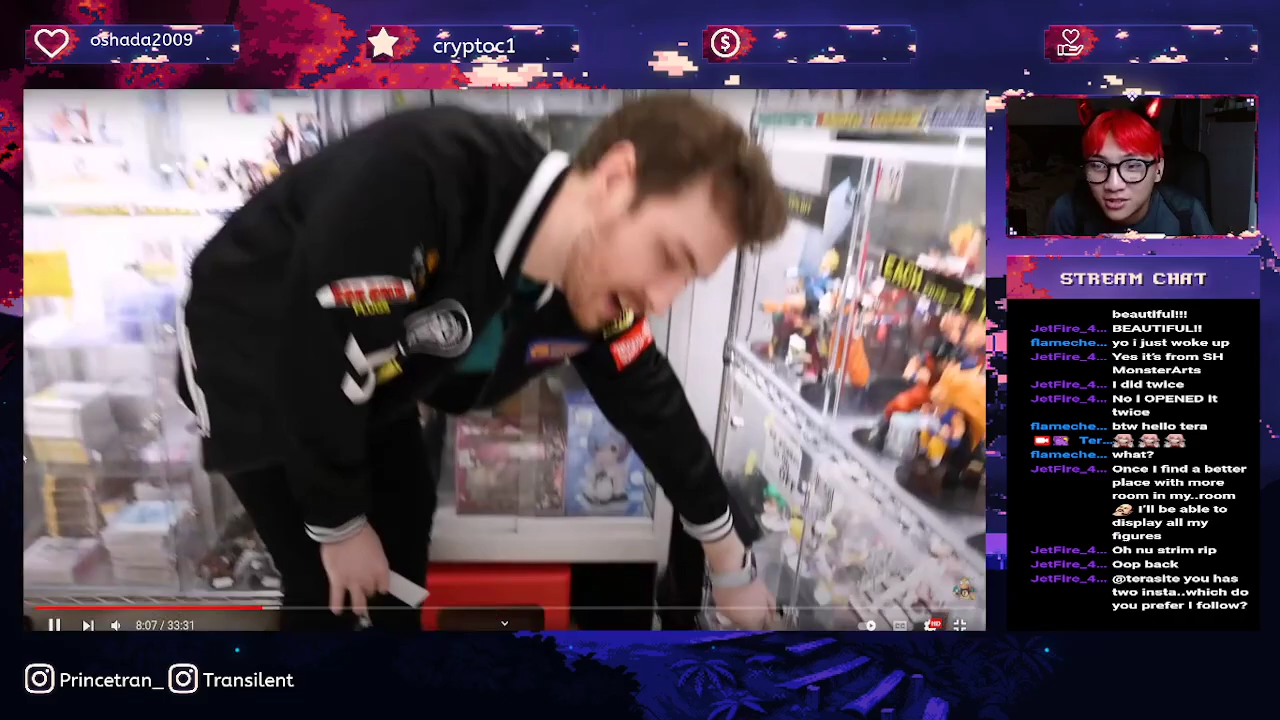 oshada2009
cryptoc1
EACH
8:07 / 33:31
HD
STREAM CHAT
beautiful!!!
JetFire_4... BEAUTIFUL!!
flameche... yo i just woke up
JetFire_4... Yes it's from SH
MonsterArts
JetFire_4... I did twice
JetFire_4... No I OPENED It
twice
flameche... btw hello tera
Ter...
flameche... what?
JetFire_4... Once I find a better
place with more
room in my..room
I'll be able to
display all my
figures
JetFire_4... Oh nu strim rip
JetFire_4... Oop back
JetFire_4... @terasite you has
two insta..which do
you prefer I follow?
Princetran_ Transilent